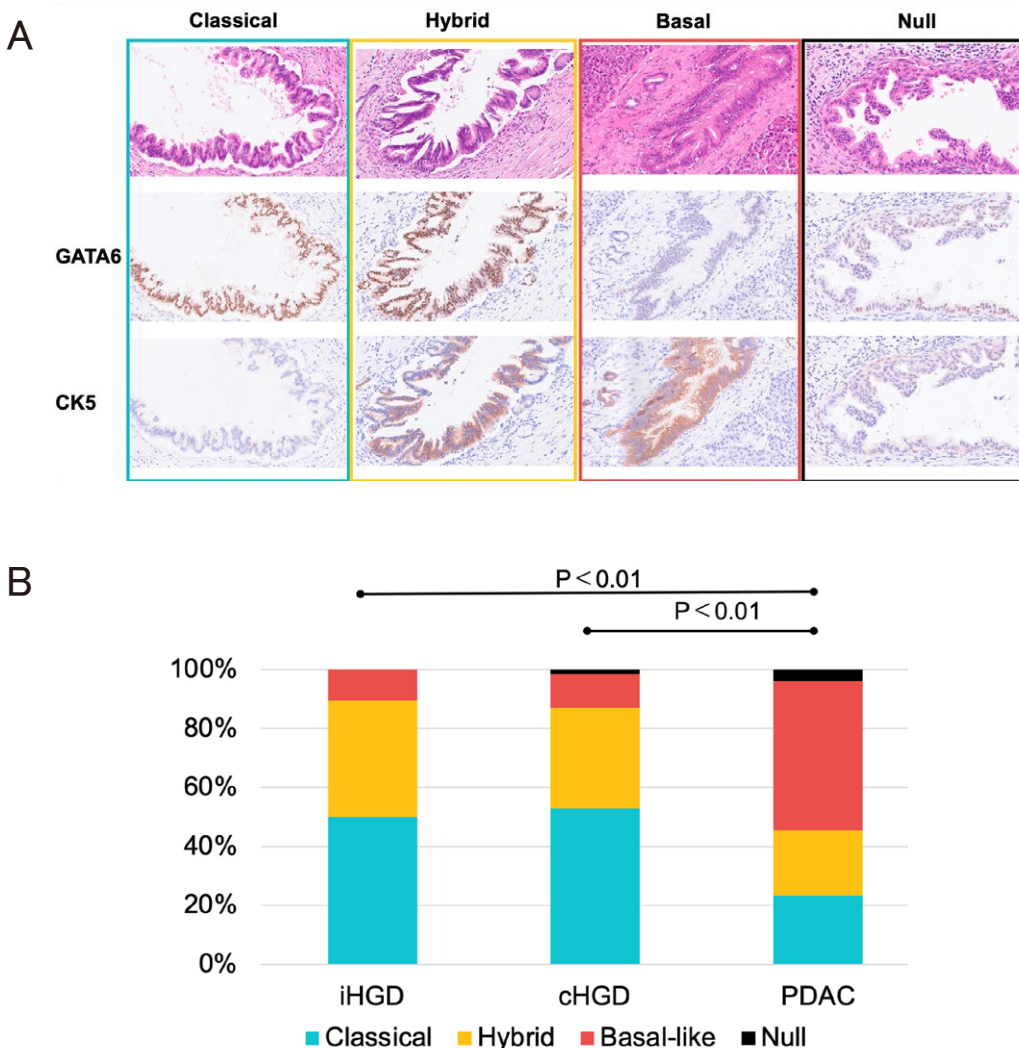 A
Classical Hybrid Basal Null
GATA6
CK5
B
P＜0.01
P＜0.01
100%
80%
60%
40%
20%
0%
iHGD cHGD PDAC
Classical Hybrid Basal-like Null